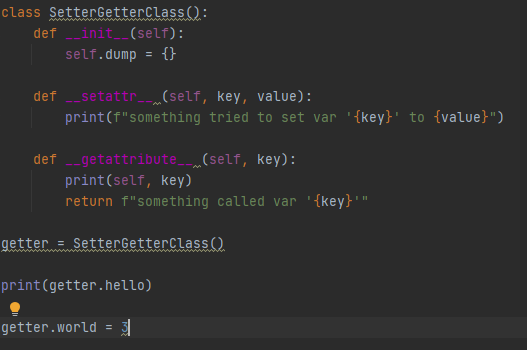 class SetterGetterClass():
    def __init__(self):
        self.dump = {}
    def __setattr__ (self, key, value):
        print(f"something tried to set var '{key}' to {value}")
    def __getattribute__ (self, key):
        print(self, key)
        return f"something called var '{key}'"
getter = SetterGetterClass()
print(getter.hello)
getter.world = 3